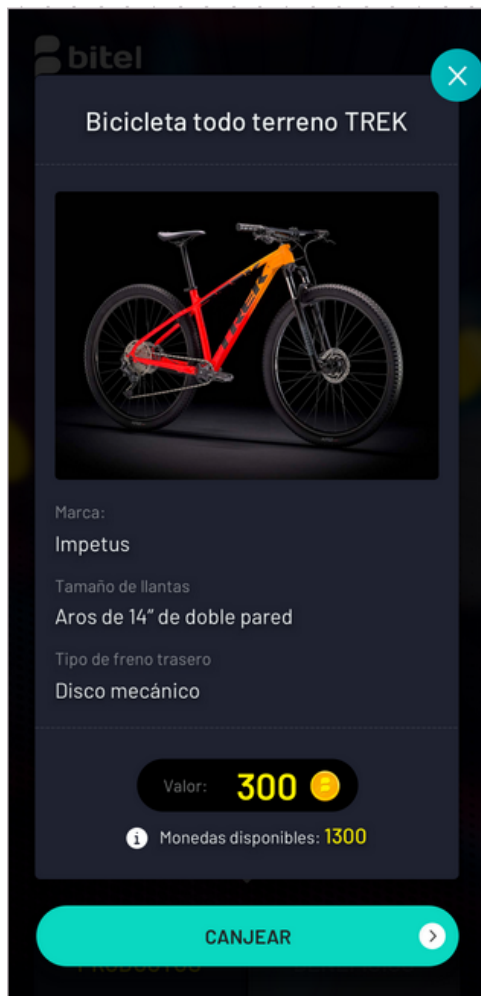 bitel
Bicicleta todo terreno TREK
TREK
Marca:
Impetus
Tamaño de llantas
Aros de 14” de doble pared
Tipo de freno trasero
Disco mecánico
Valor: 300 B
i Monedas disponibles: 1300
CANJEAR
PRODUCTOS